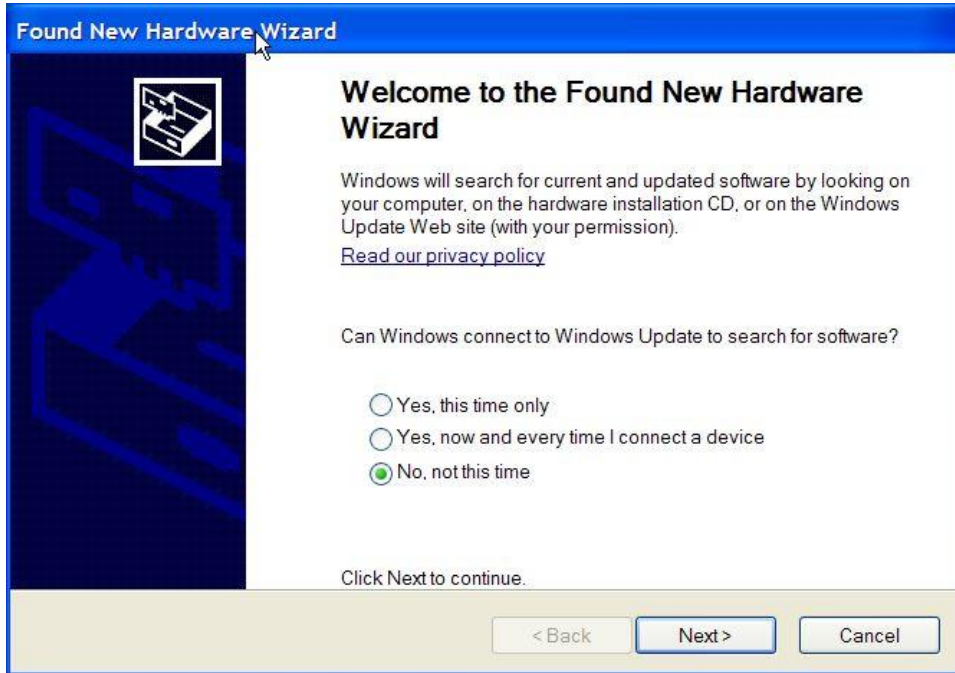 Found New Hardware Wizard
Welcome to the Found New Hardware
Wizard
Windows will search for current and updated software by looking on
your computer, on the hardware installation CD, or on the Windows
Update Web site (with your permission).
Read our privacy policy
Can Windows connect to Windows Update to search for software?
Yes, this time only
Yes, now and every time I connect a device
No, not this time
Click Next to continue.
< Back Next > Cancel